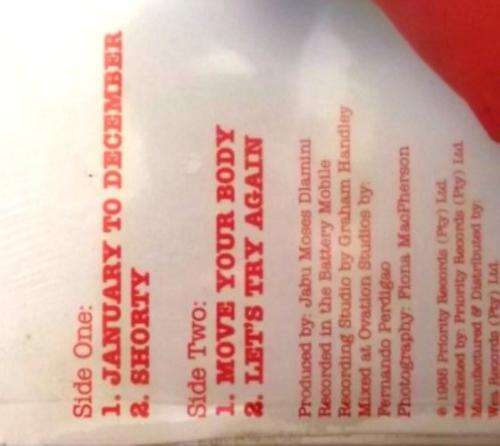 Side One:
1. JANUARY TO DECEMBER
2. SHORTY
Side Two:
1. MOVE YOUR BODY
2. LET'S TRY AGAIN
Produced by: Jabu Moses Dlamini
Recorded in the Battery Mobile
Recording Studio by Graham Handley
Mixed at Ovation Studios by:
Fernando Perdigao
Photography: Fiona MacPherson
℗ 1986 Priority Records (Pty) Ltd.
Marketed by Priority Records (Pty) Ltd.
Manufactured & Distributed by:
Records